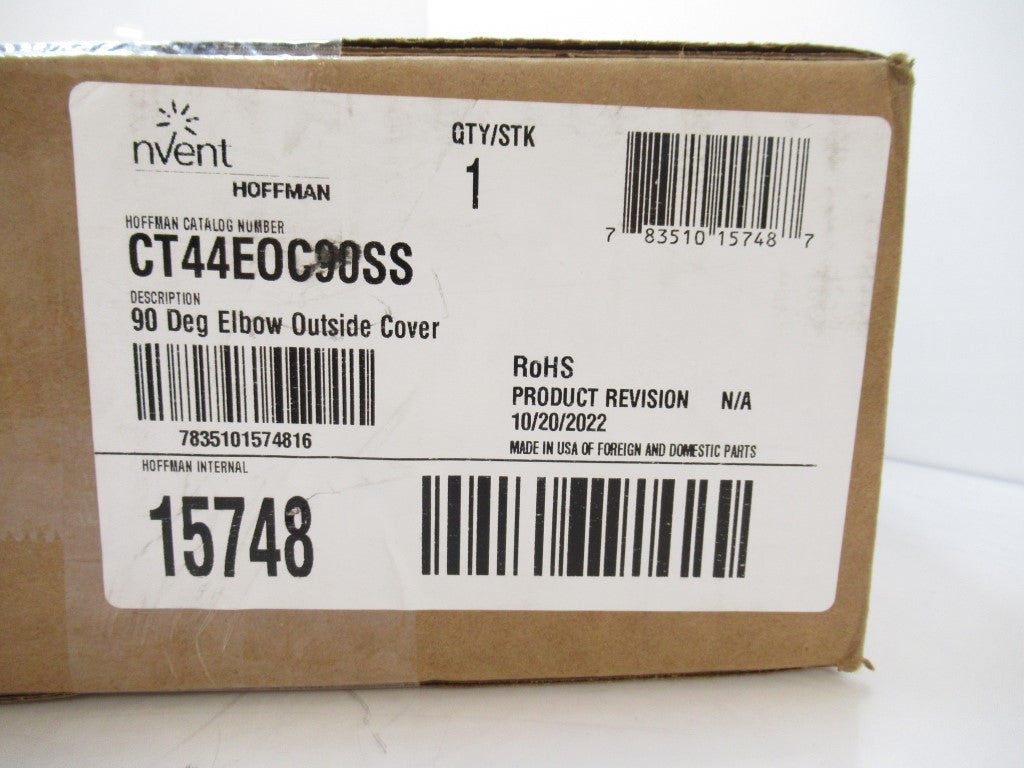 nVent
HOFFMAN
QTY/STK
1
7 83510 15748 7
HOFFMAN CATALOG NUMBER
CT44EOC90SS
DESCRIPTION
90 Deg Elbow Outside Cover
7835101574816
RoHS
PRODUCT REVISION N/A
10/20/2022
MADE IN USA OF FOREIGN AND DOMESTIC PARTS
HOFFMAN INTERNAL
15748